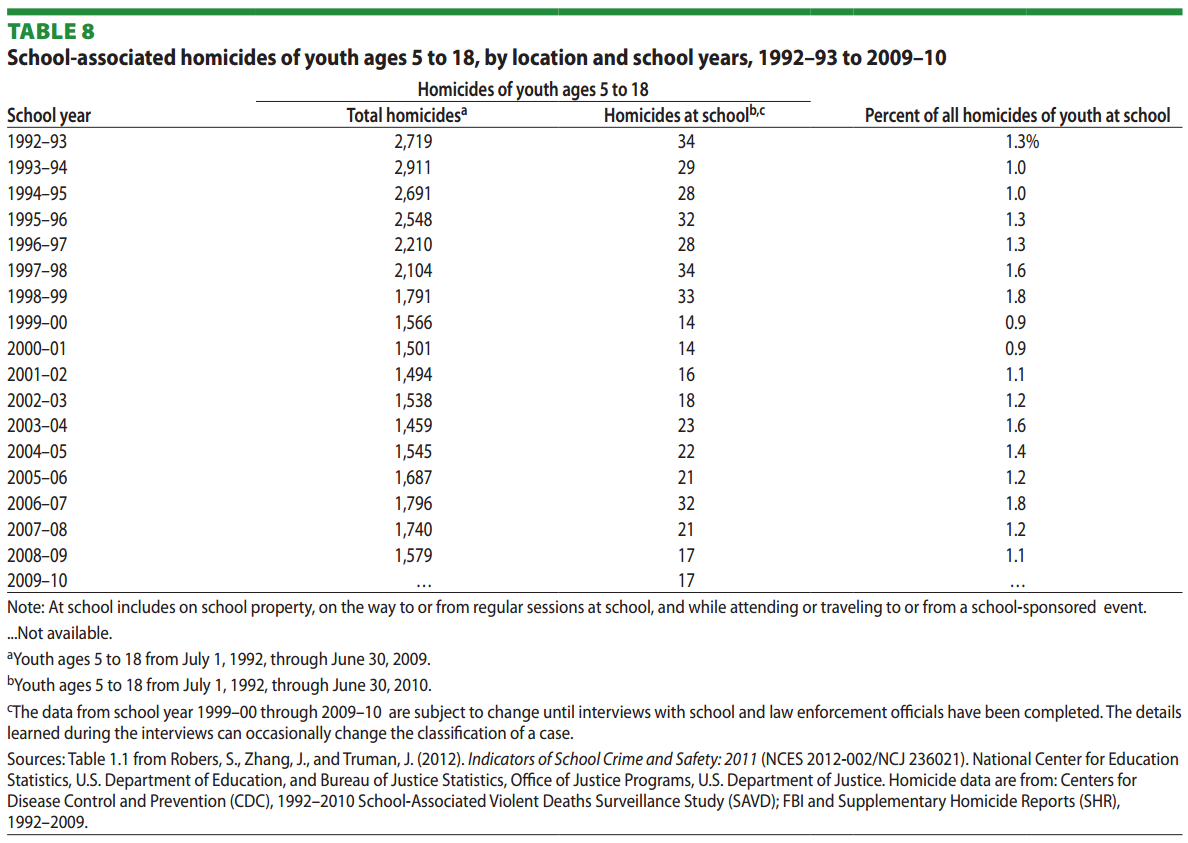 TABLE 8
School-associated homicides of youth ages 5 to 18, by location and school years, 1992–93 to 2009–10
Homicides of youth ages 5 to 18
School year Total homicidesa Homicides at schoolb,c Percent of all homicides of youth at school
1992–93 2,719 34 1.3%
1993–94 2,911 29 1.0
1994–95 2,691 28 1.0
1995–96 2,548 32 1.3
1996–97 2,210 28 1.3
1997–98 2,104 34 1.6
1998–99 1,791 33 1.8
1999–00 1,566 14 0.9
2000–01 1,501 14 0.9
2001–02 1,494 16 1.1
2002–03 1,538 18 1.2
2003–04 1,459 23 1.6
2004–05 1,545 22 1.4
2005–06 1,687 21 1.2
2006–07 1,796 32 1.8
2007–08 1,740 21 1.2
2008–09 1,579 17 1.1
2009–10 … 17 …
Note: At school includes on school property, on the way to or from regular sessions at school, and while attending or traveling to or from a school-sponsored event.
...Not available.
aYouth ages 5 to 18 from July 1, 1992, through June 30, 2009.
bYouth ages 5 to 18 from July 1, 1992, through June 30, 2010.
cThe data from school year 1999–00 through 2009–10 are subject to change until interviews with school and law enforcement officials have been completed. The details
learned during the interviews can occasionally change the classification of a case.
Sources: Table 1.1 from Robers, S., Zhang, J., and Truman, J. (2012). Indicators of School Crime and Safety: 2011 (NCES 2012-002/NCJ 236021). National Center for Education
Statistics, U.S. Department of Education, and Bureau of Justice Statistics, Office of Justice Programs, U.S. Department of Justice. Homicide data are from: Centers for
Disease Control and Prevention (CDC), 1992–2010 School-Associated Violent Deaths Surveillance Study (SAVD); FBI and Supplementary Homicide Reports (SHR),
1992–2009.